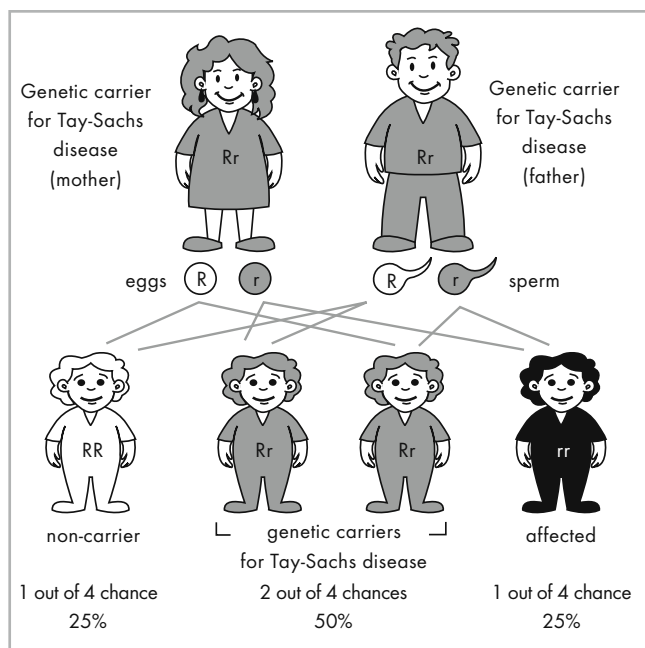 Genetic carrier
for Tay-Sachs
disease
(mother)
Rr
Rr
Genetic carrier
for Tay-Sachs
disease
(father)
eggs R r R r sperm
RR Rr Rr rr
non-carrier
genetic carriers
for Tay-Sachs disease
affected
1 out of 4 chance
25%
2 out of 4 chances
50%
1 out of 4 chance
25%